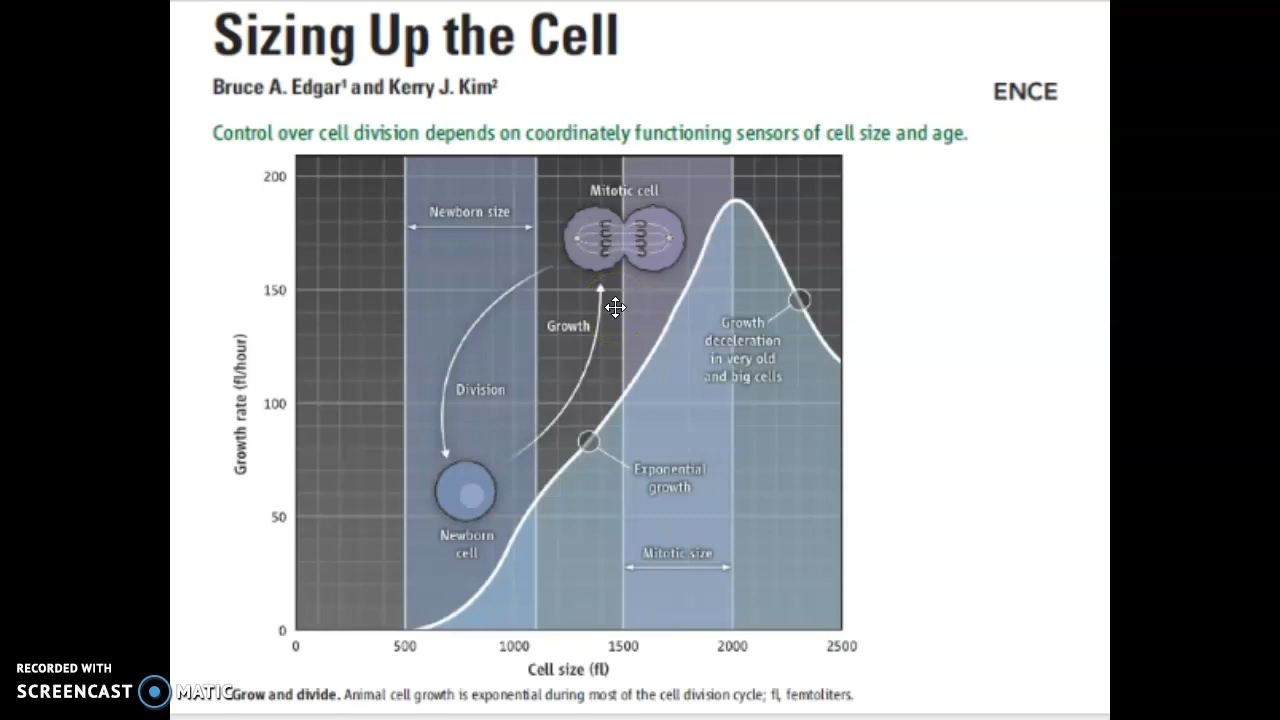 Sizing Up the Cell
Bruce A. Edgar¹ and Kerry J. Kim²
ENCE
Control over cell division depends on coordinately functioning sensors of cell size and age.
200
150
100
50
0
Growth rate (fl/hour)
Newborn size
Mitotic cell
Growth
Division
Newborn
cell
Growth
deceleration
in very old
and big cells
Exponential
growth
Mitotic size
0 500 1000 1500 2000 2500
Cell size (fl)
Grow and divide. Animal cell growth is exponential during most of the cell division cycle; fl, femtoliters.
RECORDED WITH
SCREENCAST MATIC